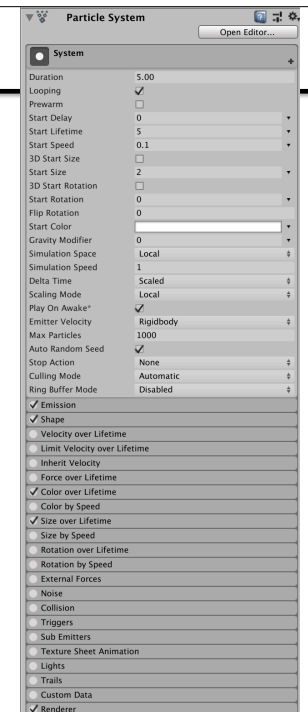 Particle System
Open Editor...
System
Duration 5.00
Looping
Prewarm
Start Delay 0
Start Lifetime 5
Start Speed 0.1
3D Start Size
Start Size 2
3D Start Rotation
Start Rotation 0
Flip Rotation 0
Start Color
Gravity Modifier 0
Simulation Space Local
Simulation Speed 1
Delta Time Scaled
Scaling Mode Local
Play On Awake*
Emitter Velocity Rigidbody
Max Particles 1000
Auto Random Seed
Stop Action None
Culling Mode Automatic
Ring Buffer Mode Disabled
Emission
Shape
Velocity over Lifetime
Limit Velocity over Lifetime
Inherit Velocity
Force over Lifetime
Color over Lifetime
Color by Speed
Size over Lifetime
Size by Speed
Rotation over Lifetime
Rotation by Speed
External Forces
Noise
Collision
Triggers
Sub Emitters
Texture Sheet Animation
Lights
Trails
Custom Data
Renderer